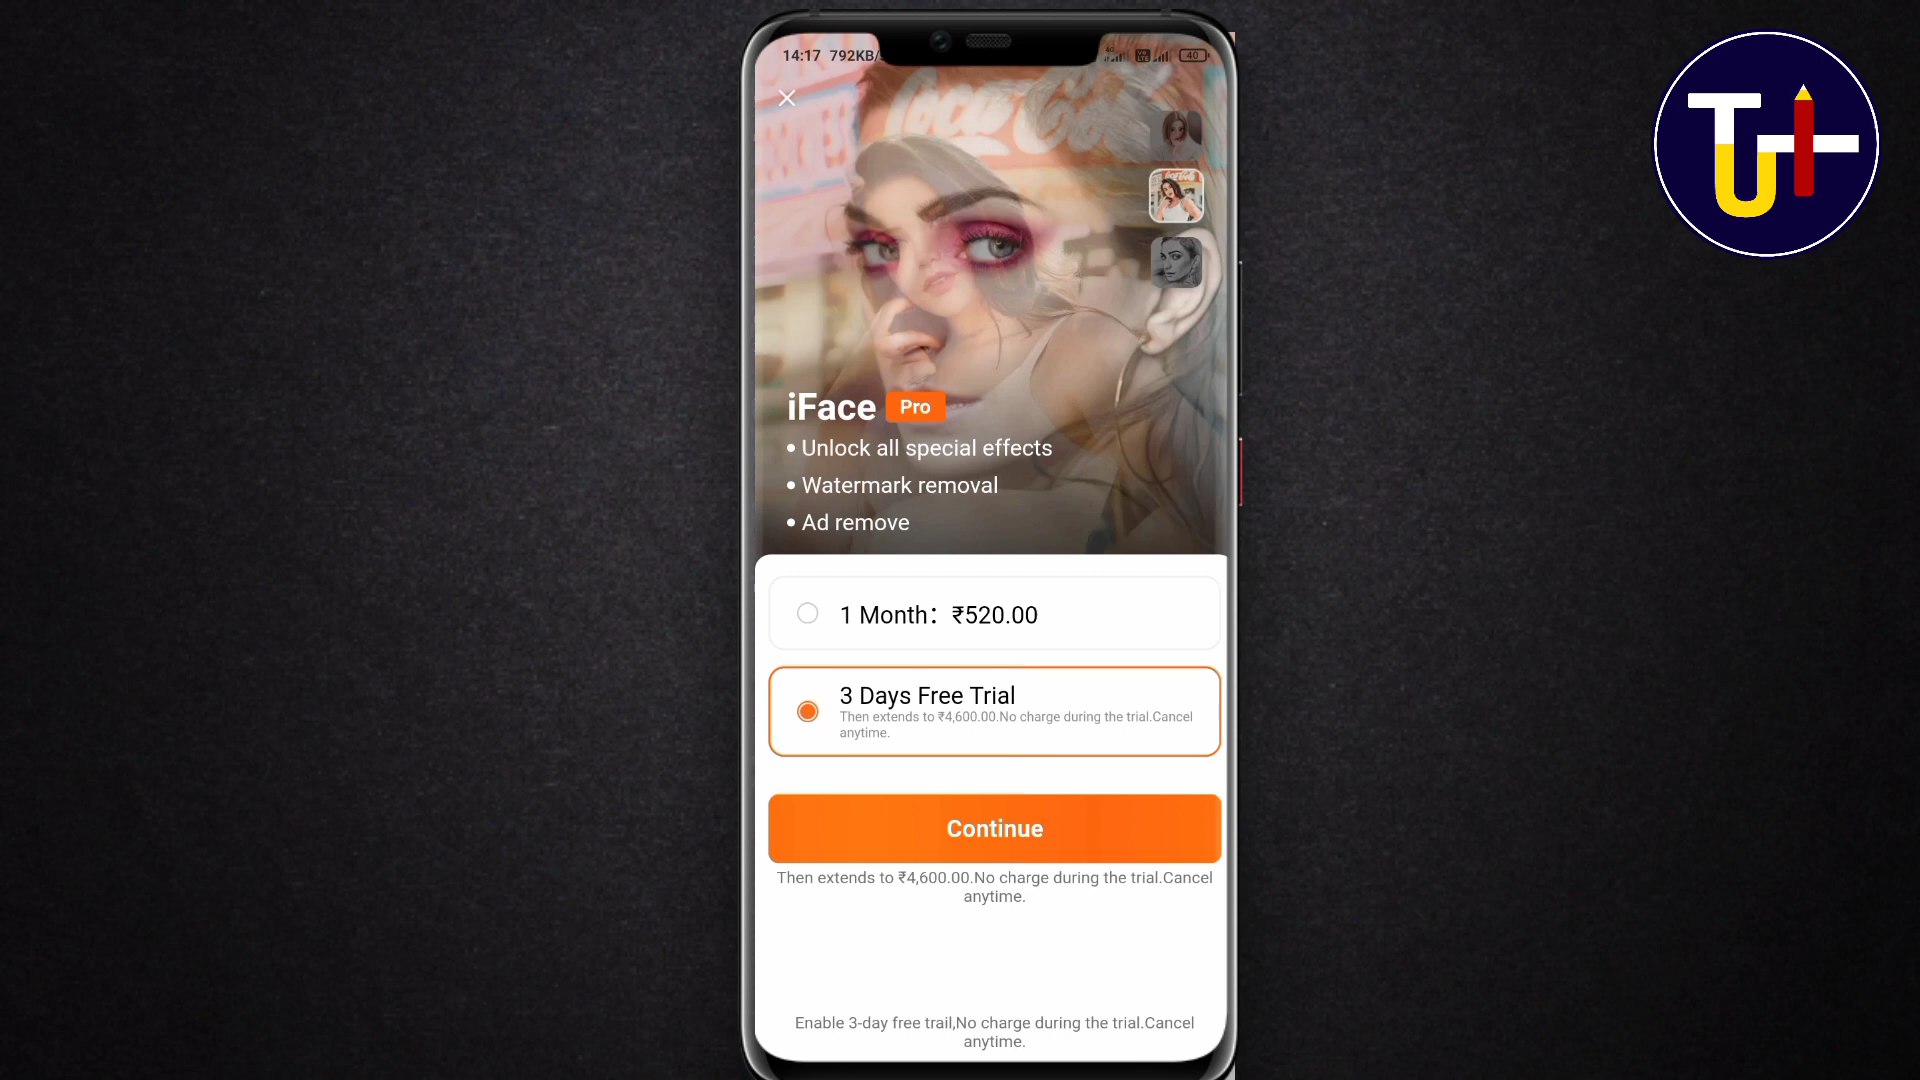 14:17 792KB/s
40
iFace Pro
• Unlock all special effects
• Watermark removal
• Ad remove
1 Month: ₹520.00
3 Days Free Trial
Then extends to ₹4,600.00.No charge during the trial.Cancel
anytime.
Continue
Then extends to ₹4,600.00.No charge during the trial.Cancel
anytime.
Enable 3-day free trail,No charge during the trial.Cancel
anytime.